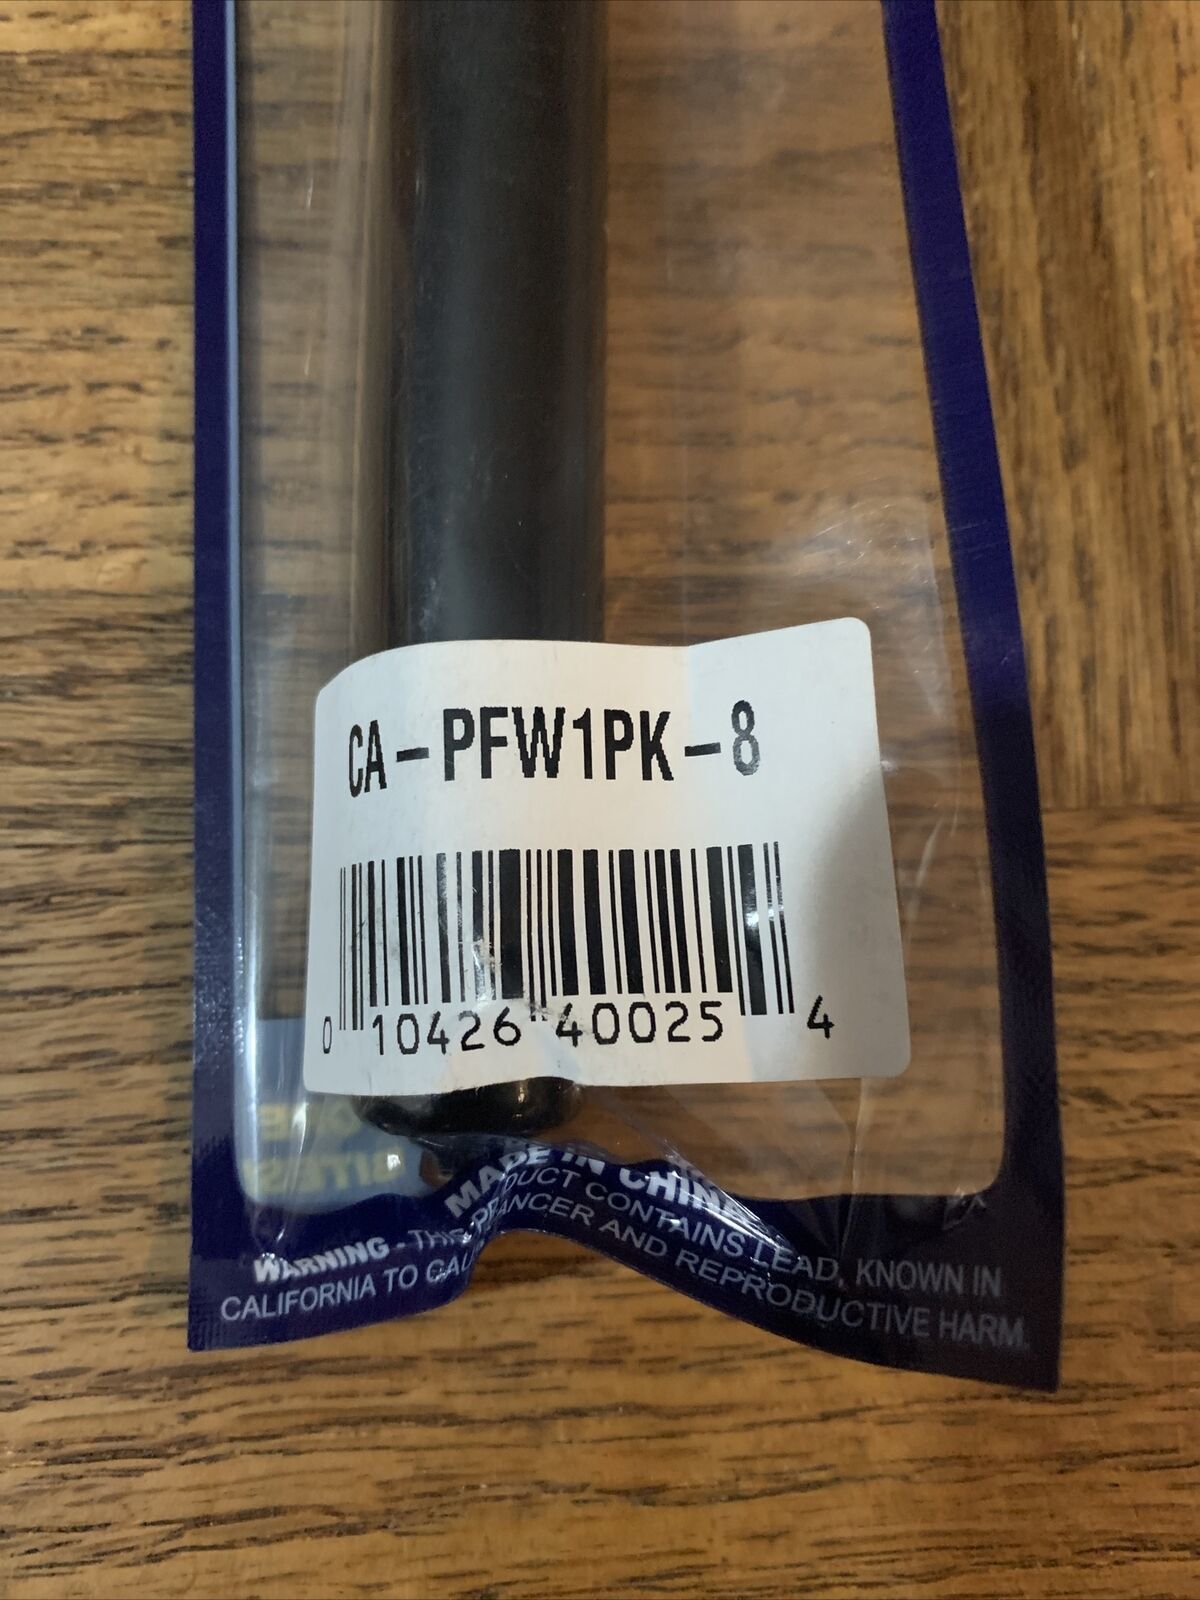 CA-PFW1PK-8
0 10426 40025 4
MADE IN CHINA
WARNING - THIS PRODUCT CONTAINS LEAD, KNOWN IN
CALIFORNIA TO CANCER AND REPRODUCTIVE HARM.